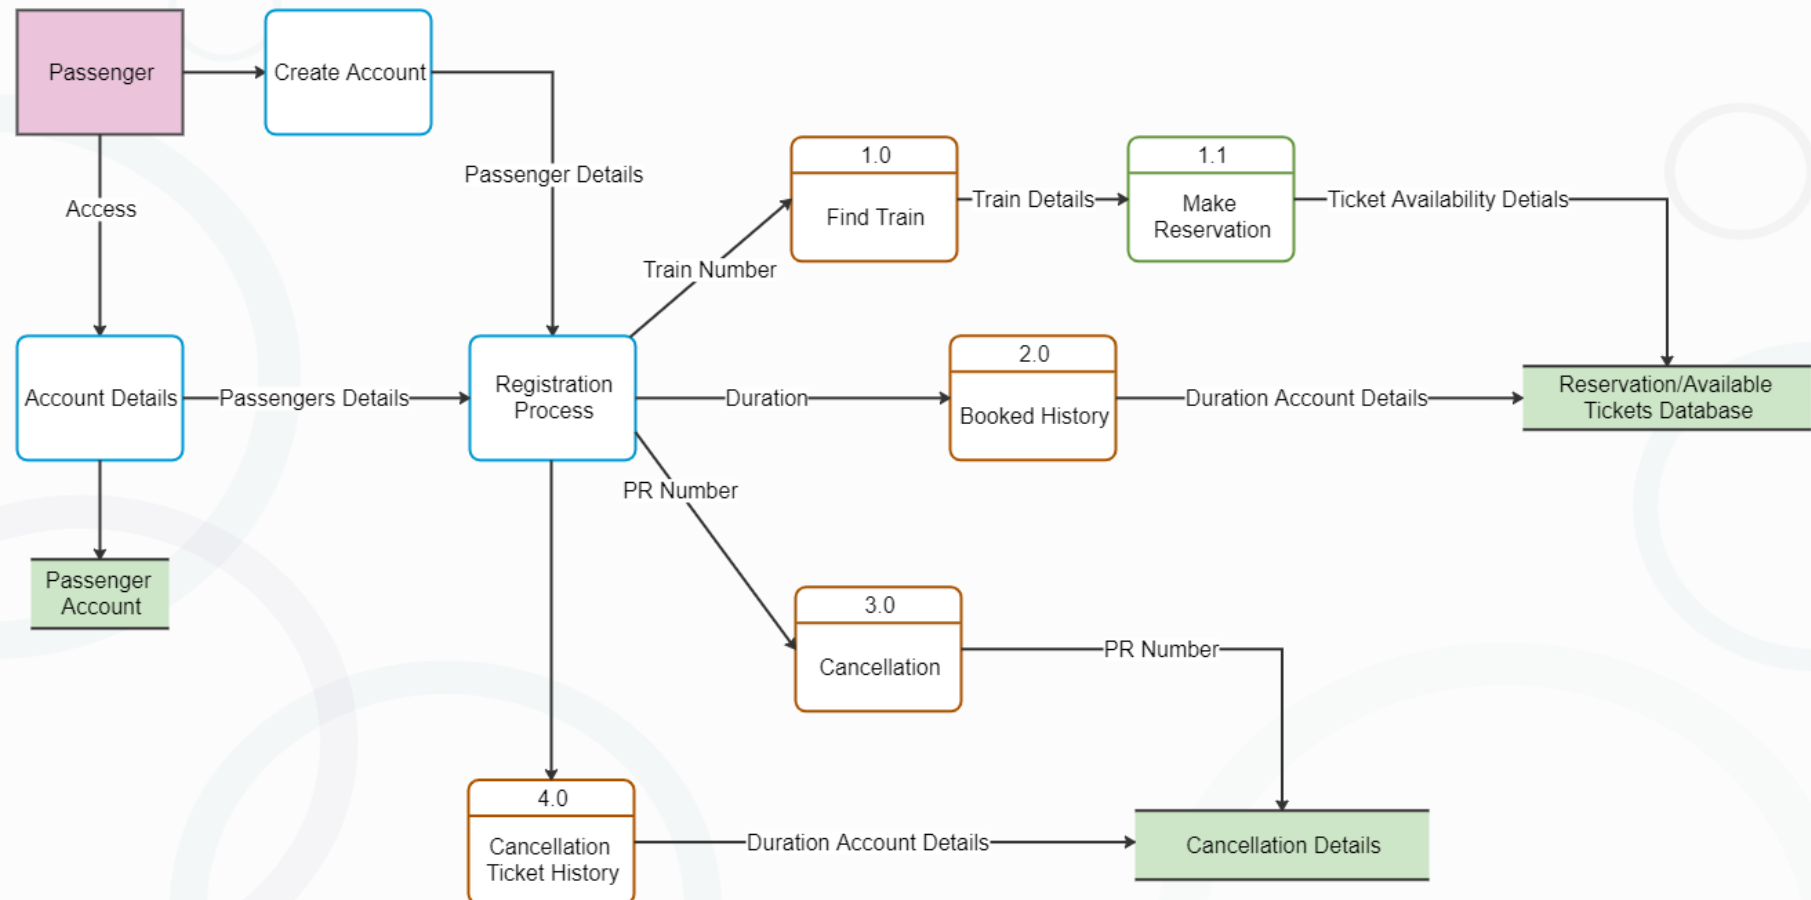 Passenger
Create Account
Passenger Details
Access
1.0
Find Train
Train Details
1.1
Make
Reservation
Ticket Availability Detials
Train Number
Account Details
Passengers Details
Registration
Process
Duration
2.0
Booked History
Duration Account Details
Reservation/Available
Tickets Database
PR Number
Passenger
Account
3.0
Cancellation
PR Number
4.0
Cancellation
Ticket History
Duration Account Details
Cancellation Details